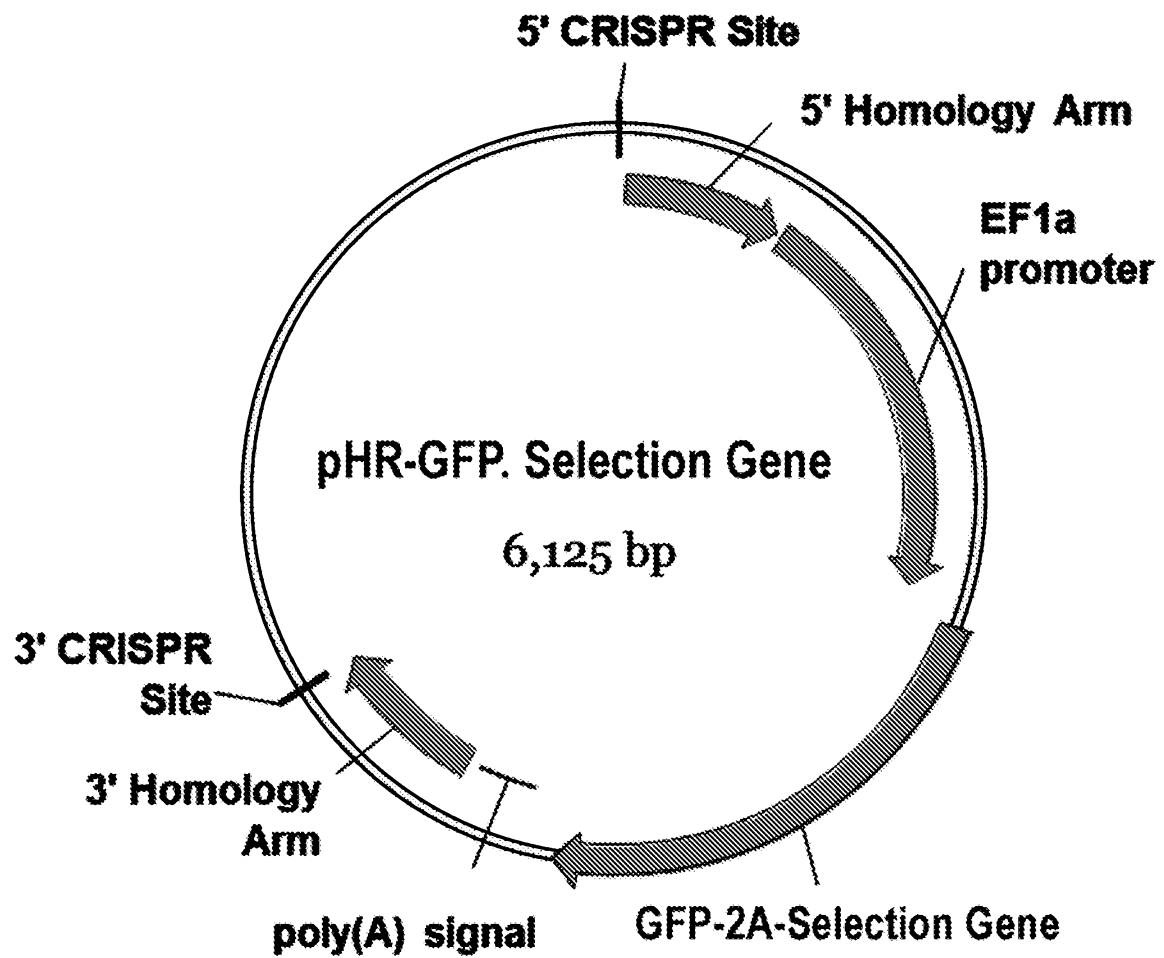 5' CRISPR Site
5' Homology Arm
EF1a
promoter
pHR-GFP. Selection Gene
6,125 bp
3' CRISPR
Site
3' Homology
Arm
poly(A) signal
GFP-2A-Selection Gene